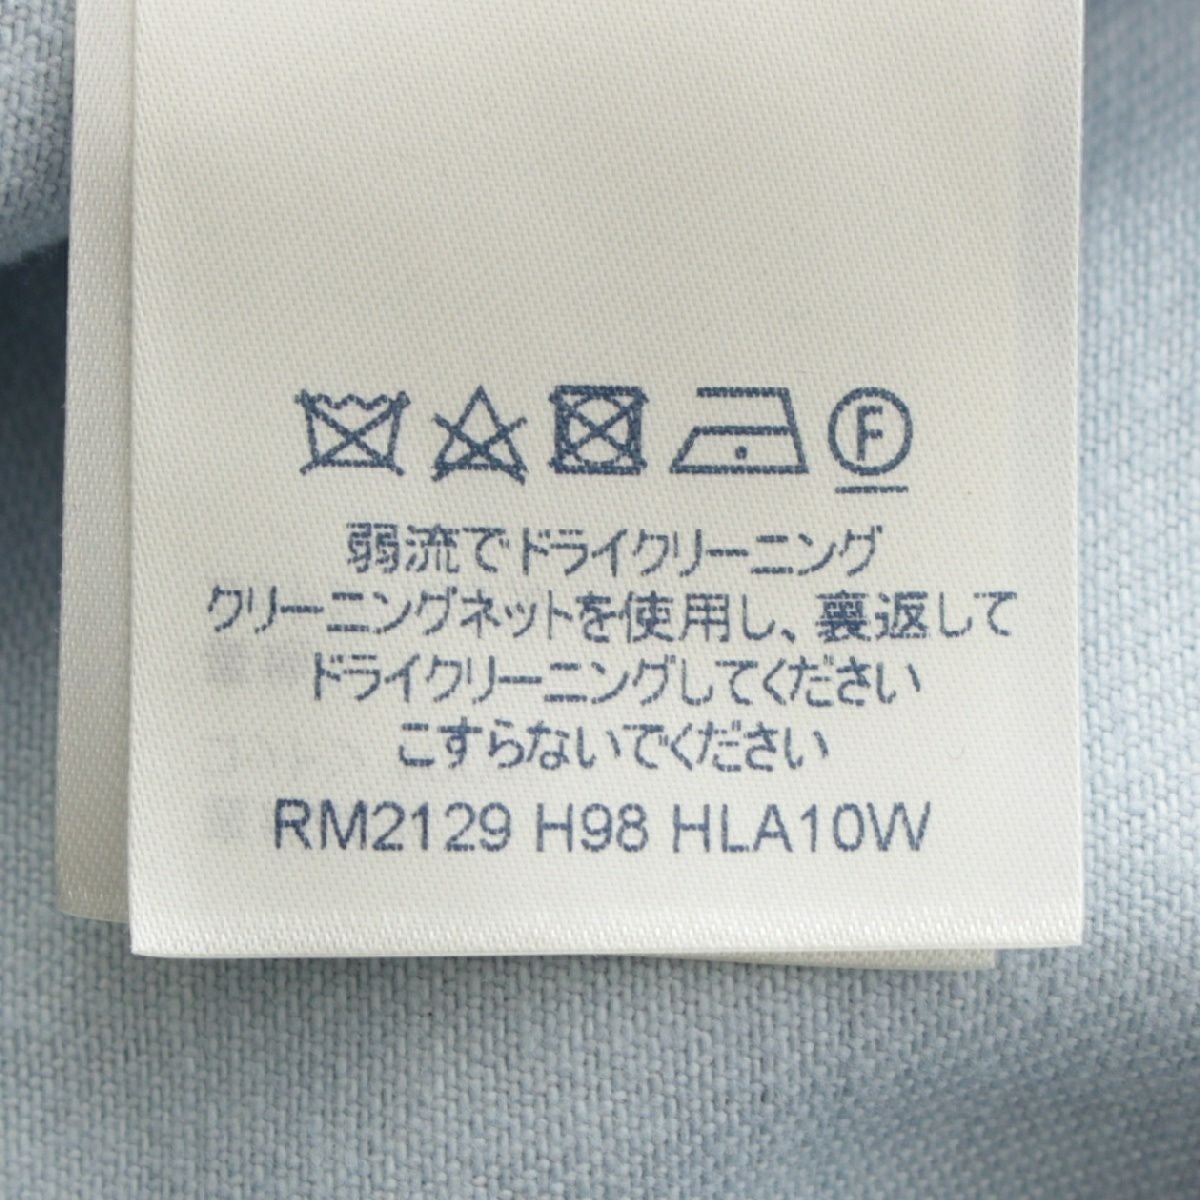 F
弱流でドライクリーニング
クリーニングネットを使用し、裏返して
ドライクリーニングしてください
こすらないでください
RM2129 H98 HLA10W